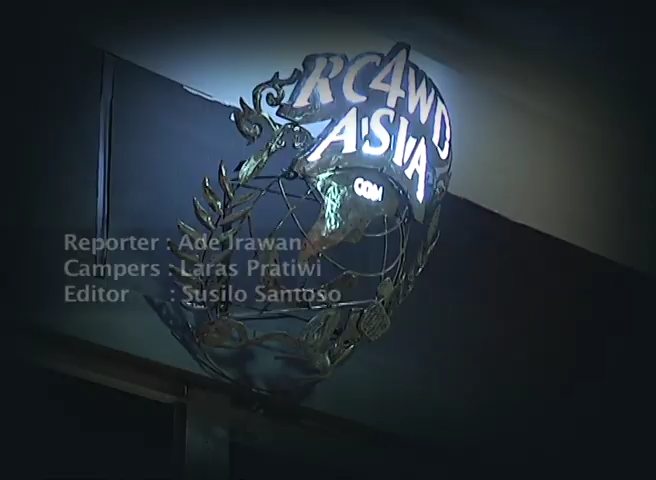 RC4WD
ASIA
.COM
Reporter : Ade Irawan
Campers : Laras Pratiwi
Editor : Susilo Santoso